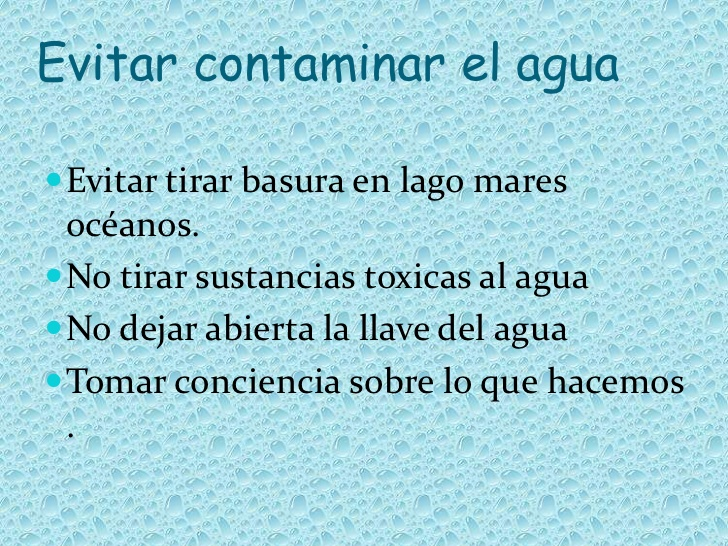 Evitar contaminar el agua
• Evitar tirar basura en lago mares
océanos.
• No tirar sustancias toxicas al agua
• No dejar abierta la llave del agua
• Tomar conciencia sobre lo que hacemos
.